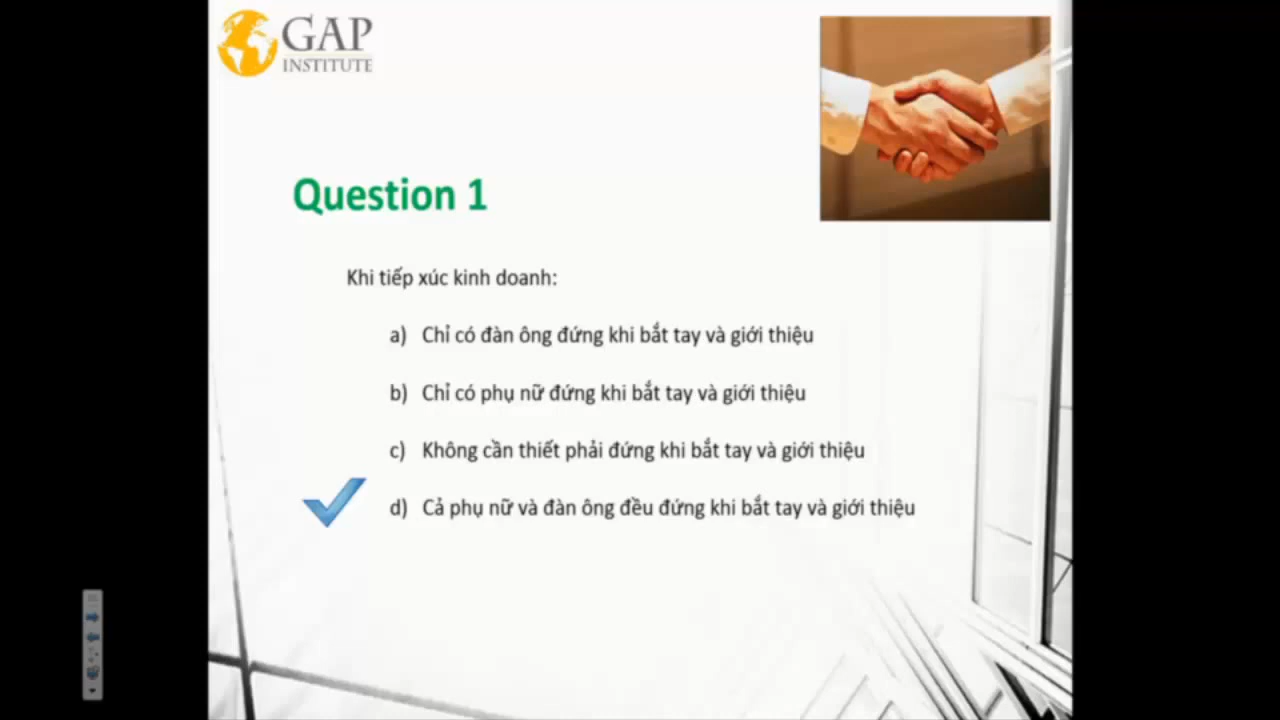 GAP
INSTITUTE
Question 1
Khi tiếp xúc kinh doanh:
a) Chỉ có đàn ông đứng khi bắt tay và giới thiệu
b) Chỉ có phụ nữ đứng khi bắt tay và giới thiệu
c) Không cần thiết phải đứng khi bắt tay và giới thiệu
d) Cả phụ nữ và đàn ông đều đứng khi bắt tay và giới thiệu